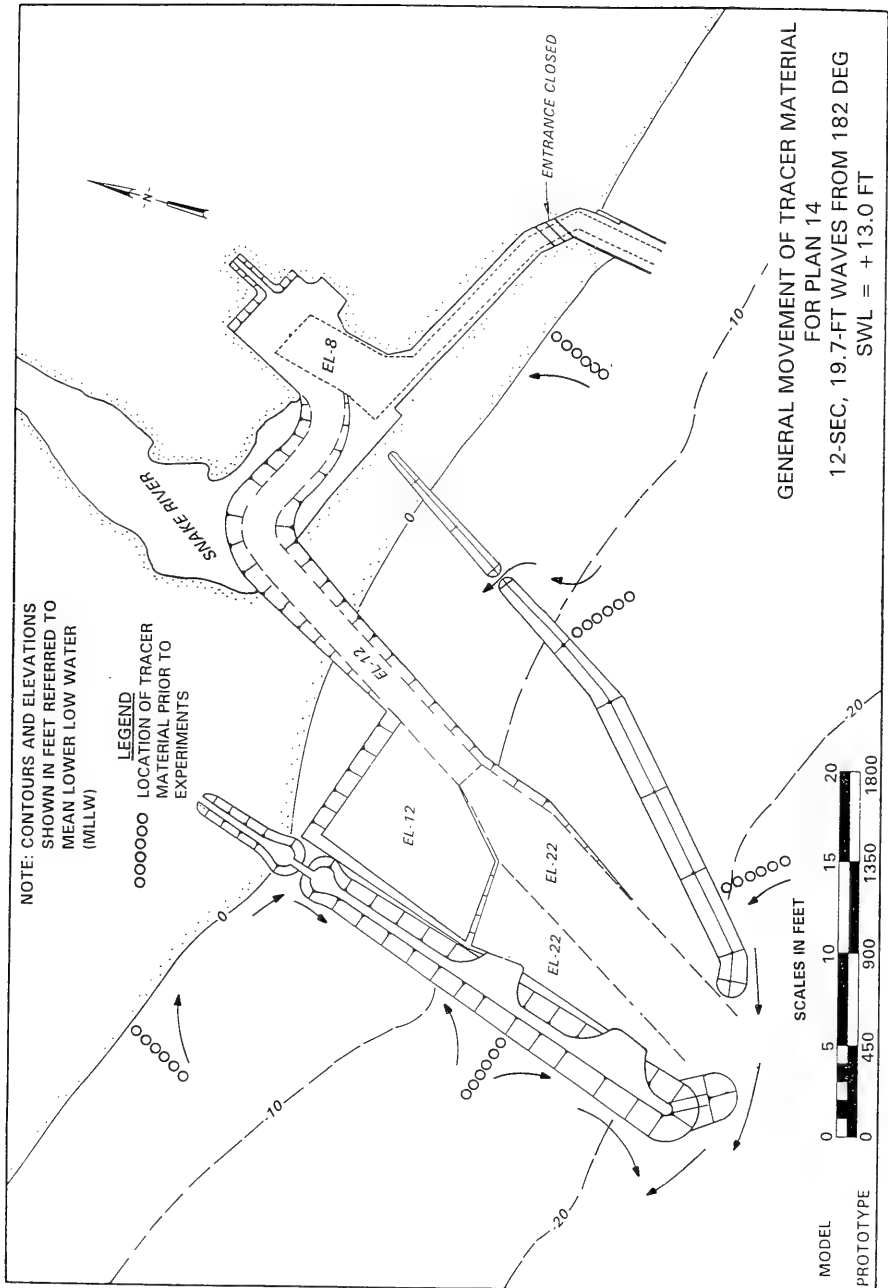 NOTE: CONTOURS AND ELEVATIONS
SHOWN IN FEET REFERRED TO
MEAN LOWER LOW WATER
(MLLW)
LEGEND
LOCATION OF TRACER
MATERIAL PRIOR TO
EXPERIMENTS
SNAKE RIVER
-N-
EL-8
ENTRANCE CLOSED
EL-12
EL-12
EL-22
EL-22
0
0
-10
-10
-20
-20
GENERAL MOVEMENT OF TRACER MATERIAL
FOR PLAN 14
12-SEC, 19.7-FT WAVES FROM 182 DEG
SWL = +13.0 FT
SCALES IN FEET
MODEL 0 5 10 15 20
PROTOTYPE 0 450 900 1350 1800